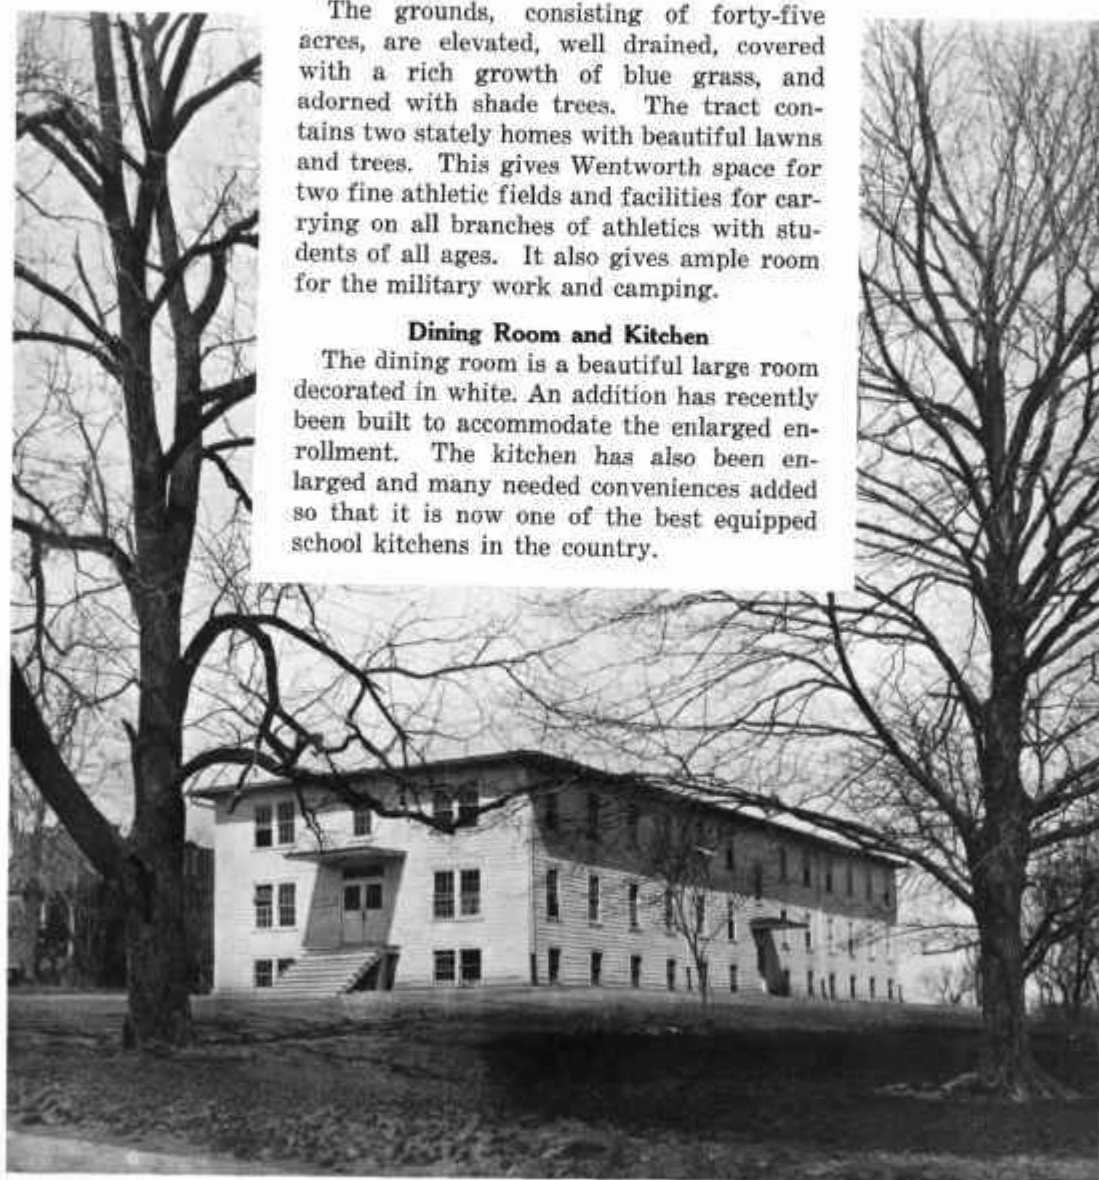 The grounds, consisting of forty-five
acres, are elevated, well drained, covered
with a rich growth of blue grass, and
adorned with shade trees. The tract con-
tains two stately homes with beautiful lawns
and trees. This gives Wentworth space for
two fine athletic fields and facilities for car-
rying on all branches of athletics with stu-
dents of all ages. It also gives ample room
for the military work and camping.
Dining Room and Kitchen
The dining room is a beautiful large room
decorated in white. An addition has recently
been built to accommodate the enlarged en-
rollment. The kitchen has also been en-
larged and many needed conveniences added
so that it is now one of the best equipped
school kitchens in the country.